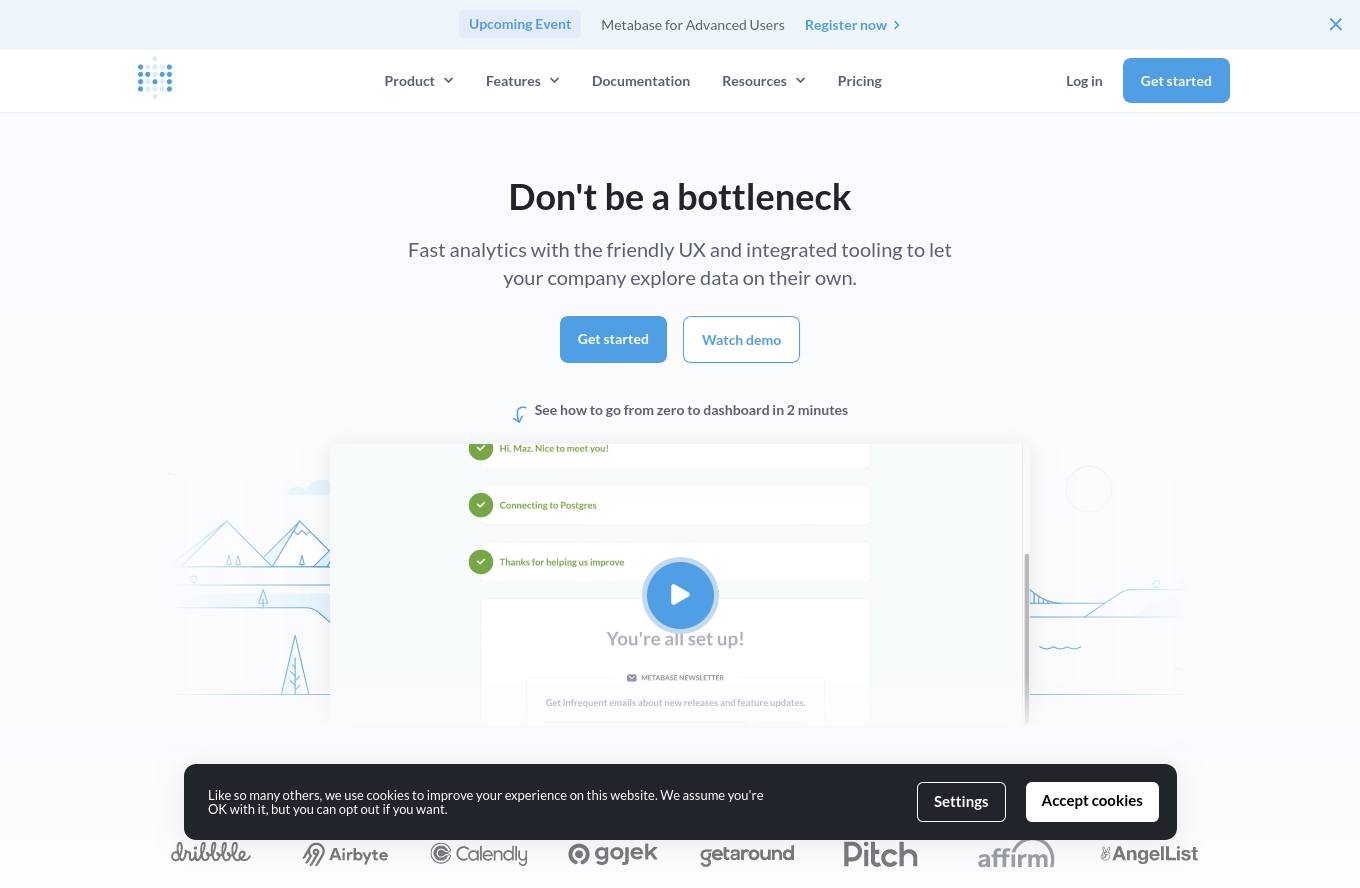 Upcoming Event Metabase for Advanced Users Register now
Product Features Documentation Resources Pricing Log in Get started
Don't be a bottleneck
Fast analytics with the friendly UX and integrated tooling to let
your company explore data on their own.
Get started Watch demo
See how to go from zero to dashboard in 2 minutes
Hi, Maz. Nice to meet you!
Connecting to Postgres
Thanks for helping us improve
You're all set up!
METABASE NEWSLETTER
Get infrequent emails about new releases and feature updates.
Like so many others, we use cookies to improve your experience on this website. We assume you're
OK with it, but you can opt out if you want.
Settings Accept cookies
dribbble Airbyte Calendly gojek getaround Pitch affirm AngelList